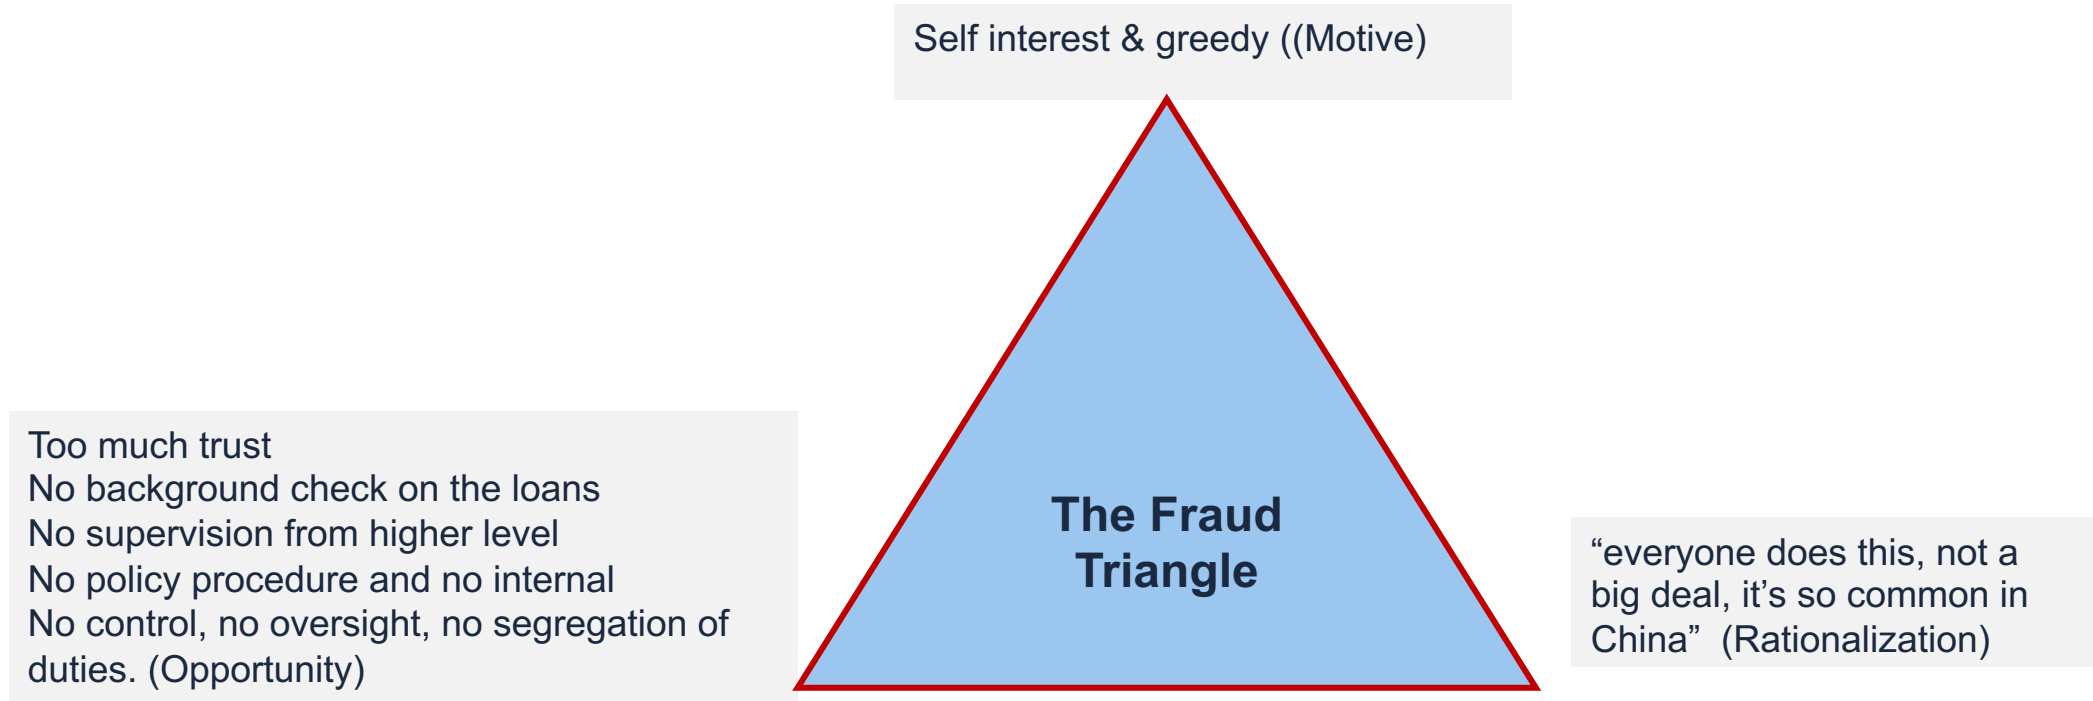 Self interest & greedy ((Motive)
Too much trust
No background check on the loans
No supervision from higher level
No policy procedure and no internal
No control, no oversight, no segregation of
duties. (Opportunity)
The Fraud
Triangle
“everyone does this, not a
big deal, it’s so common in
China”  (Rationalization)